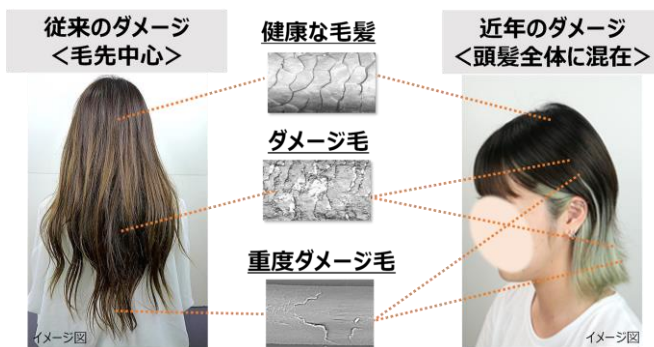 従来のダメージ
＜毛先中心＞
健康な毛髪
近年のダメージ
＜頭髪全体に混在＞
ダメージ毛
重度ダメージ毛
イメージ図
イメージ図